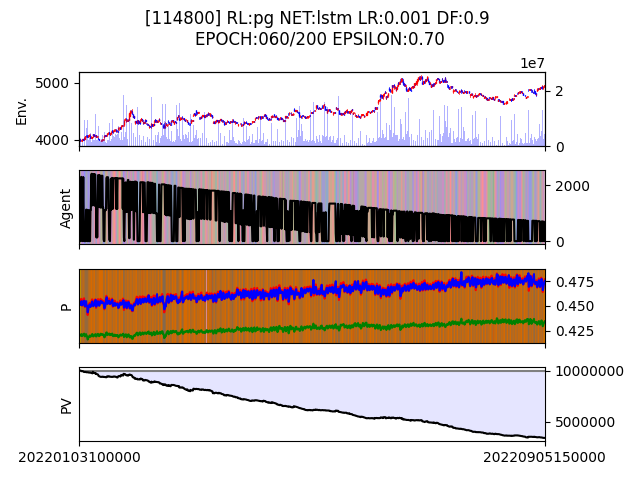 [114800] RL:pg NET:lstm LR:0.001 DF:0.9
EPOCH:060/200 EPSILON:0.70
1e7
Env.
5000
4000
2
0
Agent
2000
0
P
0.475
0.450
0.425
PV
10000000
5000000
20220103100000
20220905150000